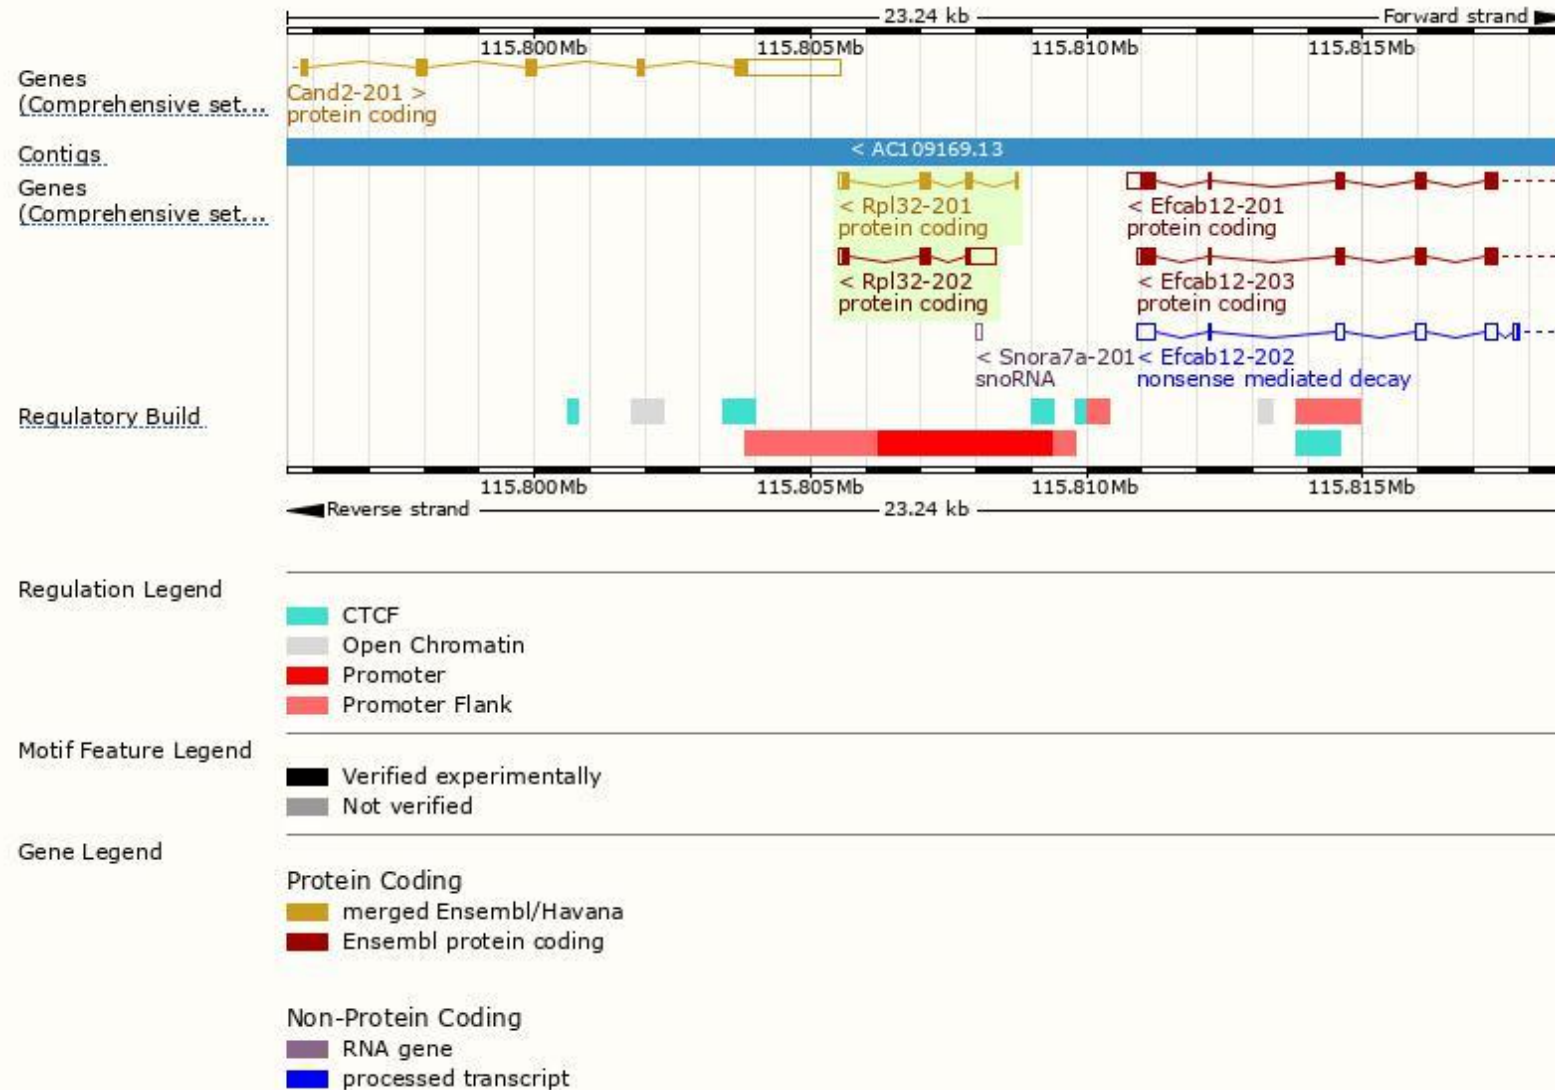 23.24 kb
Forward strand
115.800Mb 115.805Mb 115.810Mb 115.815Mb
Genes
(Comprehensive set...
Cand2-201 >
protein coding
Contigs
< AC109169.13
Genes
(Comprehensive set...
< Rpl32-201
protein coding
< Efcab12-201
protein coding
< Rpl32-202
protein coding
< Efcab12-203
protein coding
< Snora7a-201
snoRNA
< Efcab12-202
nonsense mediated decay
Regulatory Build
115.800Mb 115.805Mb 115.810Mb 115.815Mb
Reverse strand
23.24 kb
Regulation Legend
CTCF
Open Chromatin
Promoter
Promoter Flank
Motif Feature Legend
Verified experimentally
Not verified
Gene Legend
Protein Coding
merged Ensembl/Havana
Ensembl protein coding
Non-Protein Coding
RNA gene
processed transcript